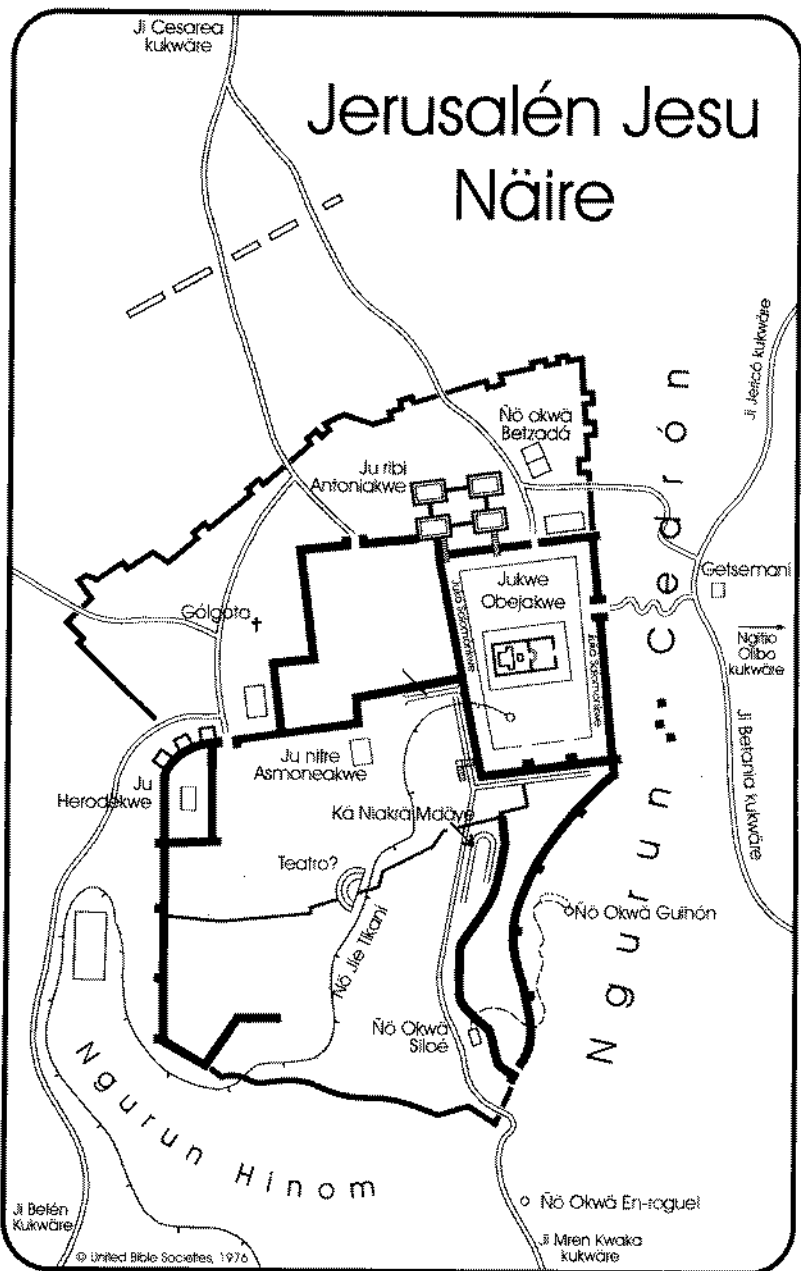 Ji Cesarea
kukwäre
Jerusalén Jesu
Näire
Ji Jericó kukwäre
Ñö okwä
Betzadá
Ju ribi
Antoniakwe
Ngurun Cedrón
Getsemaní
Jukwe
Obejakwe
Gólgota
Ngitio
Olibo
kukwäre
Ji Betania kukwäre
Ju nitre
Asmoneakwe
Ju
Herodekwe
Teatro?
Ñö Okwä Guihón
Ñö Jie Tikani
Ñö Okwä
Siloé
Ngurun Hinom
Ji Belén
Kukwäre
Ñö Okwä En-roguel
Ji Mren Kwaka
kukwäre
© United Bible Societies, 1976